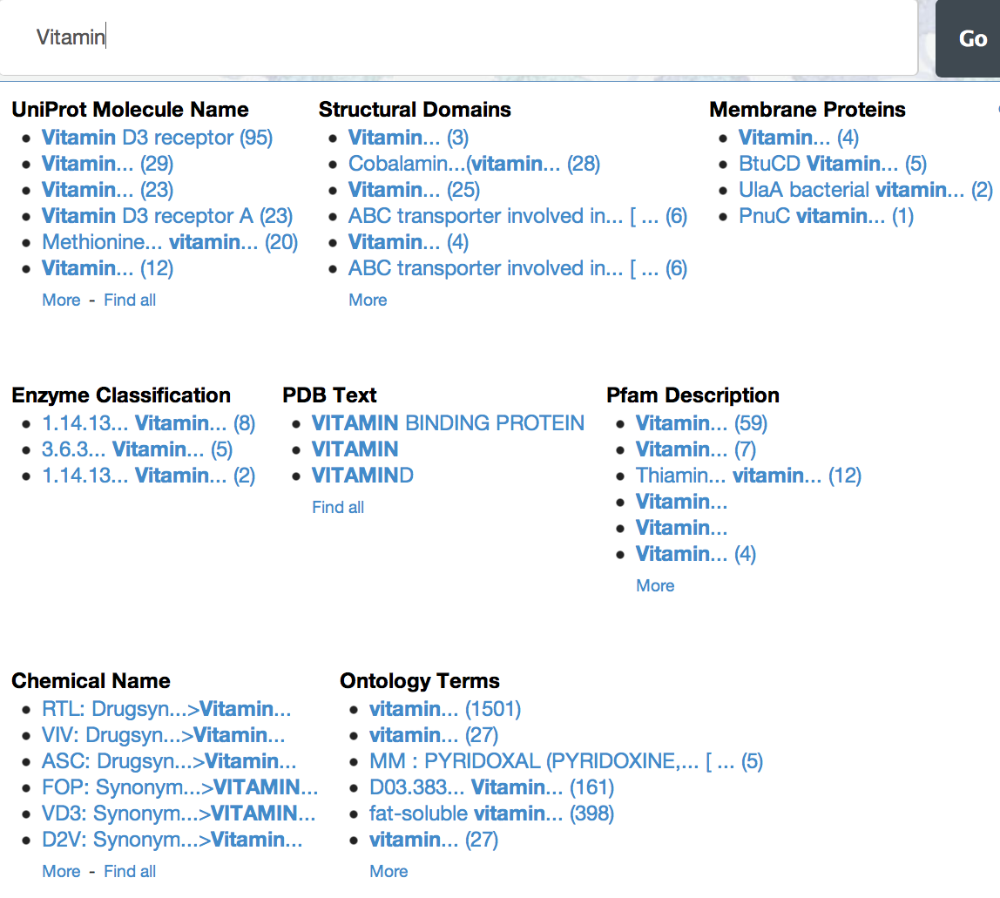 Vitamin
Go
UniProt Molecule Name
Vitamin D3 receptor (95)
Vitamin... (29)
Vitamin... (23)
Vitamin D3 receptor A (23)
Methionine... vitamin... (20)
Vitamin... (12)
More - Find all
Structural Domains
Vitamin... (3)
Cobalamin...(vitamin... (28)
Vitamin... (25)
ABC transporter involved in... [ ... (6)
Vitamin... (4)
ABC transporter involved in... [ ... (6)
More
Membrane Proteins
Vitamin... (4)
BtuCD Vitamin... (5)
UlaA bacterial vitamin... (2)
PnuC vitamin... (1)
Enzyme Classification
1.14.13... Vitamin... (8)
3.6.3... Vitamin... (5)
1.14.13... Vitamin... (2)
PDB Text
VITAMIN BINDING PROTEIN
VITAMIN
VITAMIND
Find all
Pfam Description
Vitamin... (59)
Vitamin... (7)
Thiamin... vitamin... (12)
Vitamin...
Vitamin...
Vitamin... (4)
More
Chemical Name
RTL: Drugsyn...>Vitamin...
VIV: Drugsyn...>Vitamin...
ASC: Drugsyn...>Vitamin...
FOP: Synonym...>VITAMIN...
VD3: Synonym...>VITAMIN...
D2V: Synonym...>Vitamin...
More - Find all
Ontology Terms
vitamin... (1501)
vitamin... (27)
MM : PYRIDOXAL (PYRIDOXINE,... [ ... (5)
D03.383... Vitamin... (161)
fat-soluble vitamin... (398)
vitamin... (27)
More